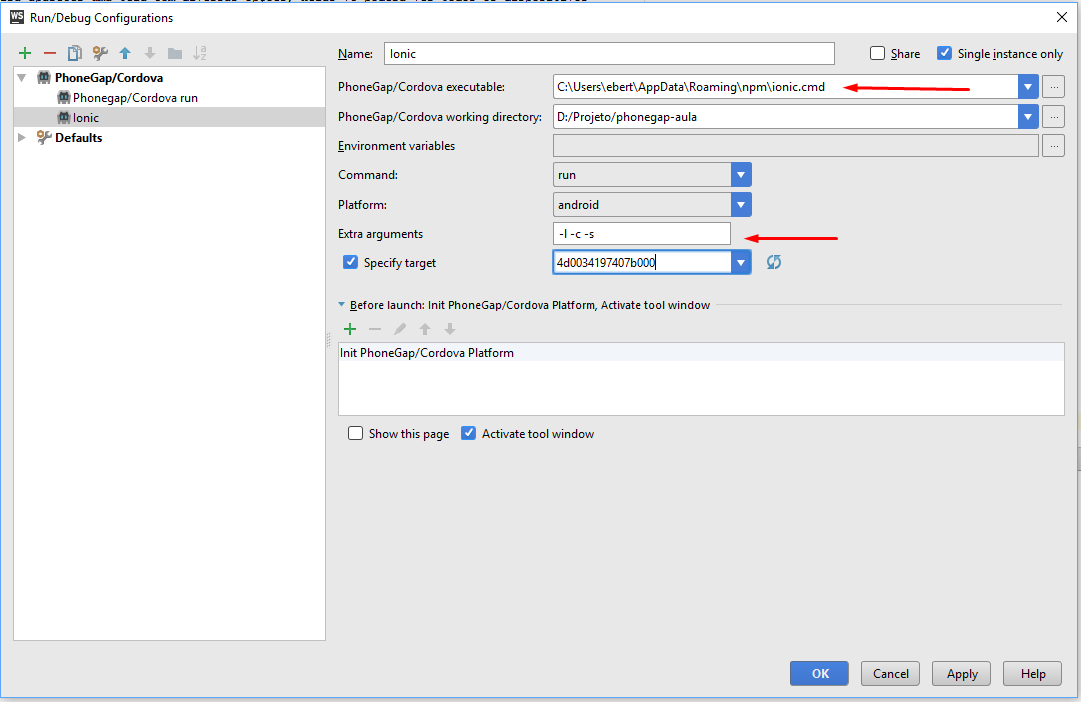 WS Run/Debug Configurations
Name: Ionic Share Single instance only
PhoneGap/Cordova
PhoneGap/Cordova executable: C:\Users\ebert\AppData\Roaming\npm\ionic.cmd ...
Phonegap/Cordova run
Ionic
PhoneGap/Cordova working directory: D:/Projeto/phonegap-aula ...
Defaults
Environment variables ...
Command: run
Platform: android
Extra arguments -l -c -s
Specify target 4d0034197407b000
Before launch: Init PhoneGap/Cordova Platform, Activate tool window
Init PhoneGap/Cordova Platform
Show this page Activate tool window
OK Cancel Apply Help